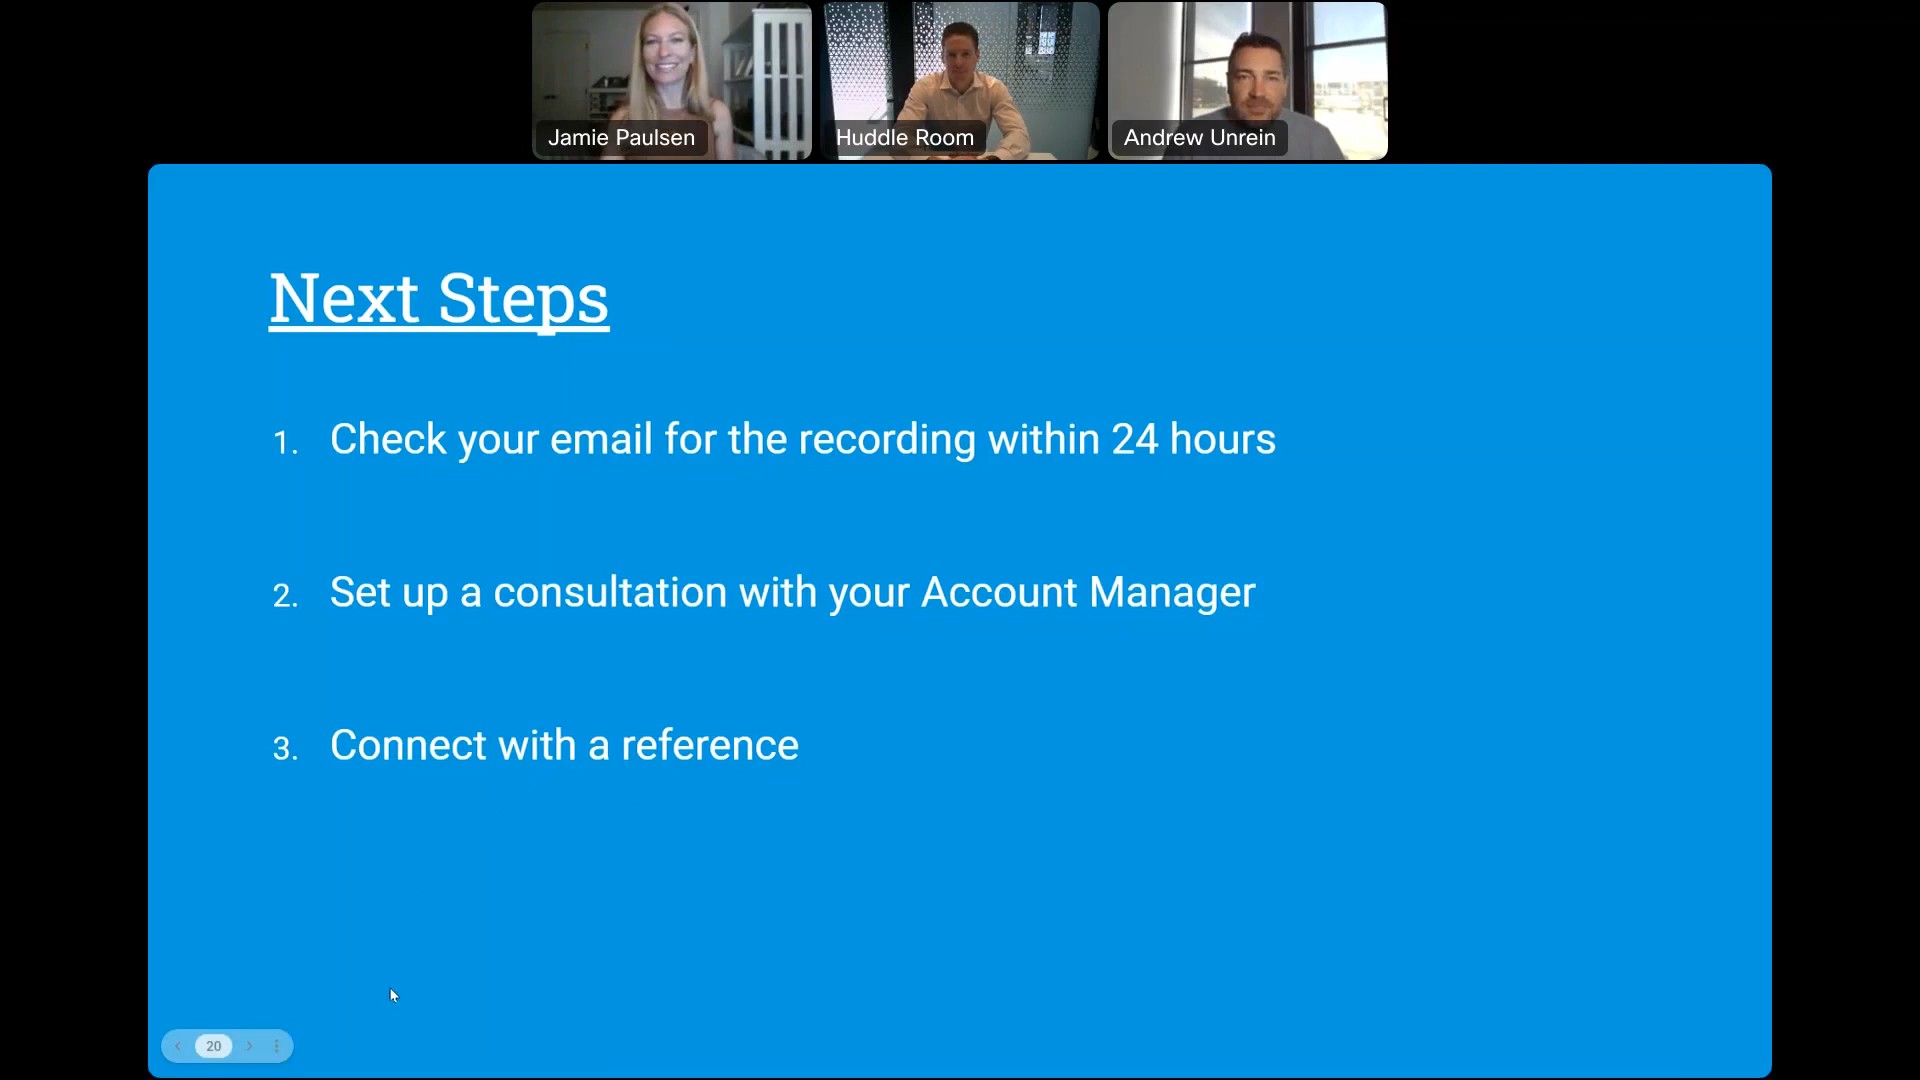 Jamie Paulsen
Huddle Room
Andrew Unrein
Next Steps
1. Check your email for the recording within 24 hours
2. Set up a consultation with your Account Manager
3. Connect with a reference
20